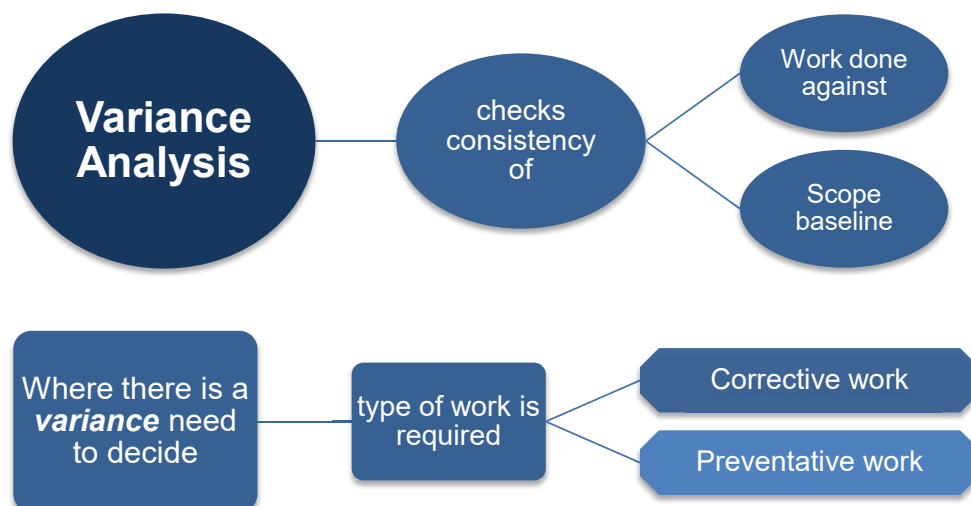 Variance
Analysis
checks
consistency
of
Work done
against
Scope
baseline
Where there is a
variance need
to decide
type of work is
required
Corrective work
Preventative work